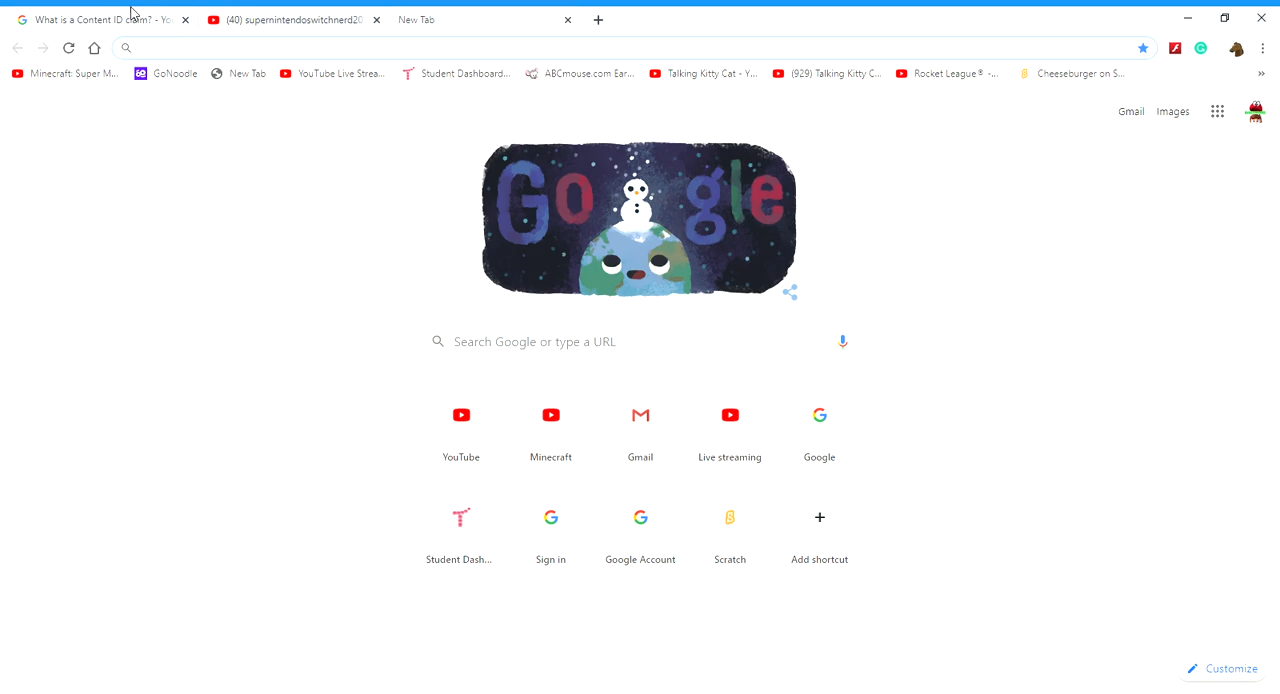 What is a Content ID claim? - Yo
(40) supernintendoswitchnerd20
New Tab
Minecraft: Super M...
GoNoodle
New Tab
YouTube Live Strea...
Student Dashboard...
ABCmouse.com Ear...
Talking Kitty Cat - Y...
(929) Talking Kitty C...
Rocket League® -...
Cheeseburger on S...
Gmail
Images
Google
Search Google or type a URL
YouTube
Minecraft
Gmail
Live streaming
Google
Student Dash...
Sign in
Google Account
Scratch
Add shortcut
Customize